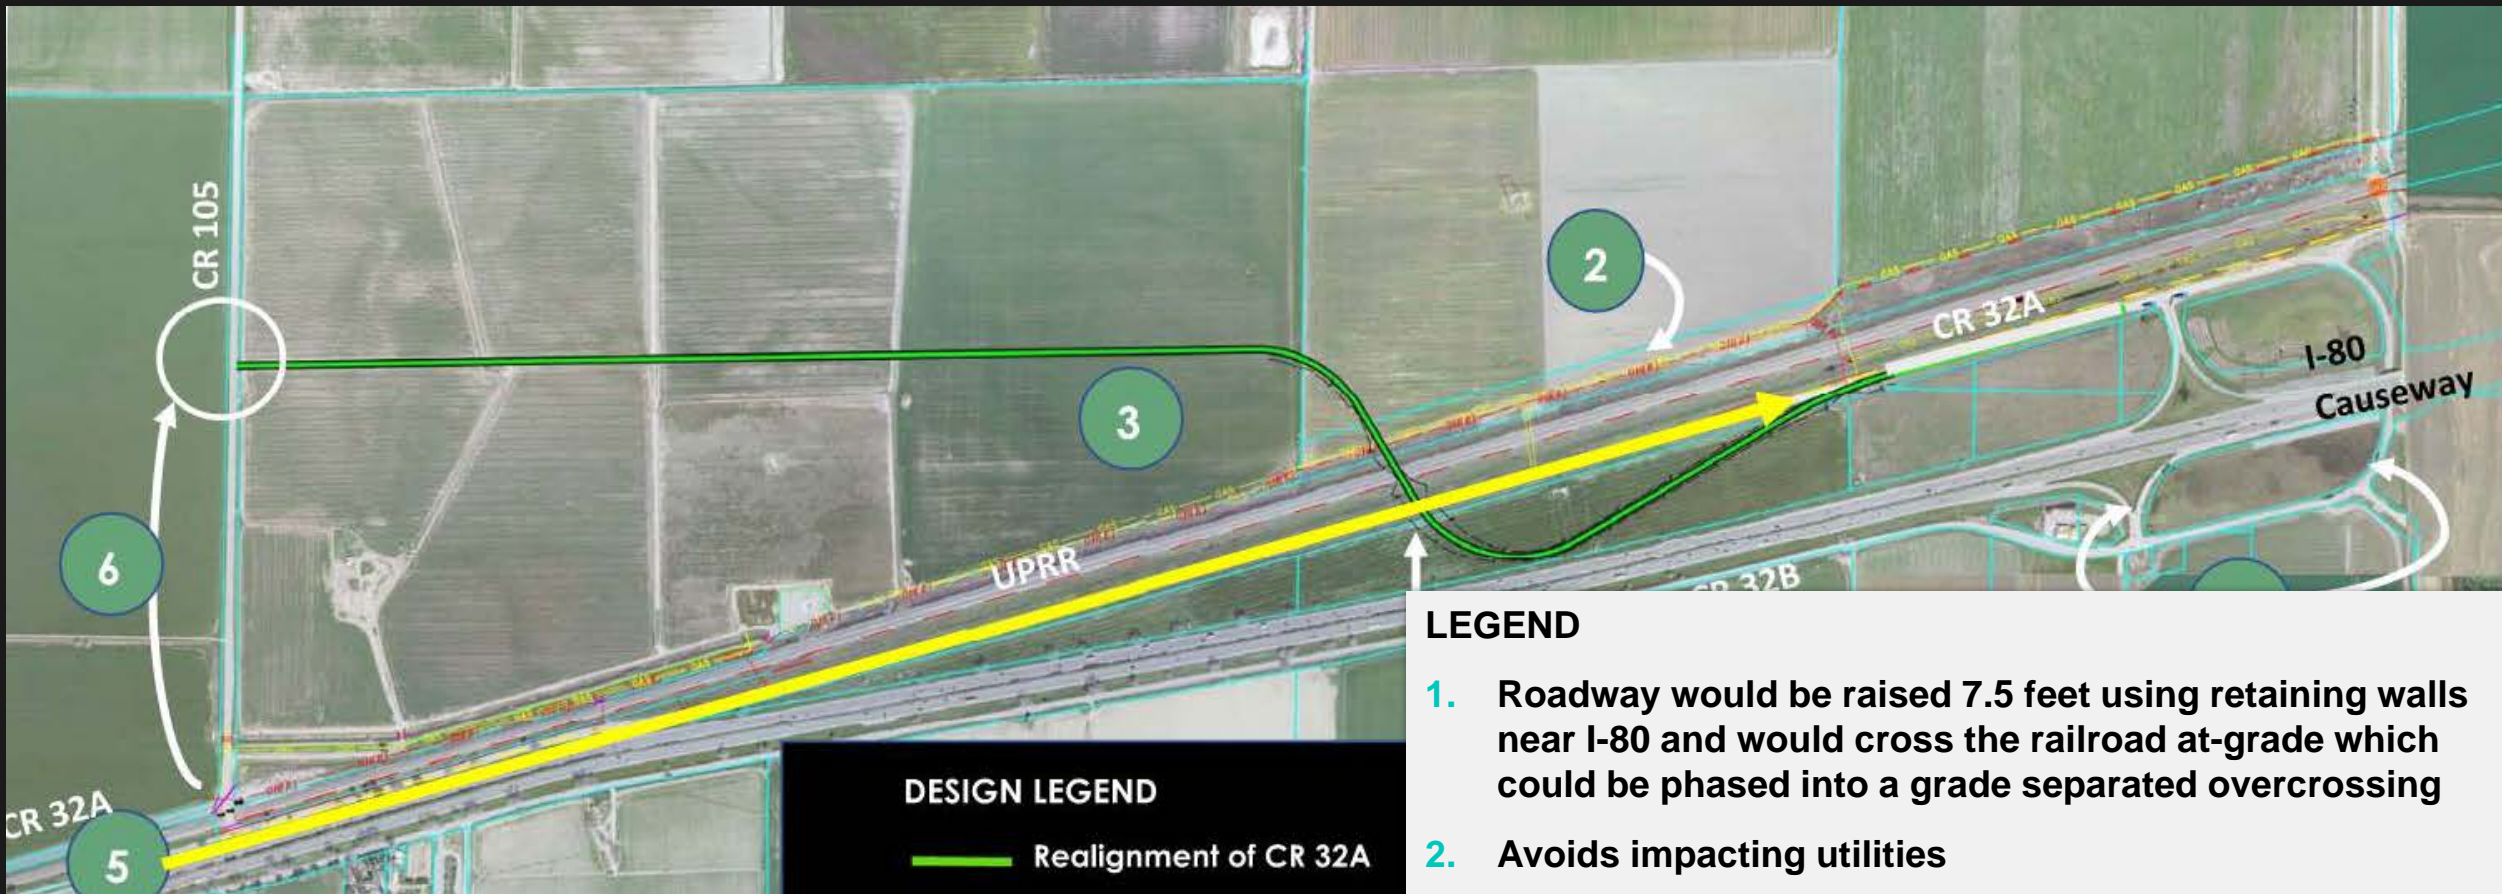 CR 105
2
CR 32A
I-80
Causeway
3
6
UPRR
CR 32B
CR 32A
5
DESIGN LEGEND
Realignment of CR 32A
LEGEND
1. Roadway would be raised 7.5 feet using retaining walls
near I-80 and would cross the railroad at-grade which
could be phased into a grade separated overcrossing
2. Avoids impacting utilities